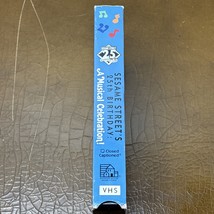 25
SESAME STREET'S
25th BIRTHDAY
A Musical Celebration!
Closed
Captioned
VHS